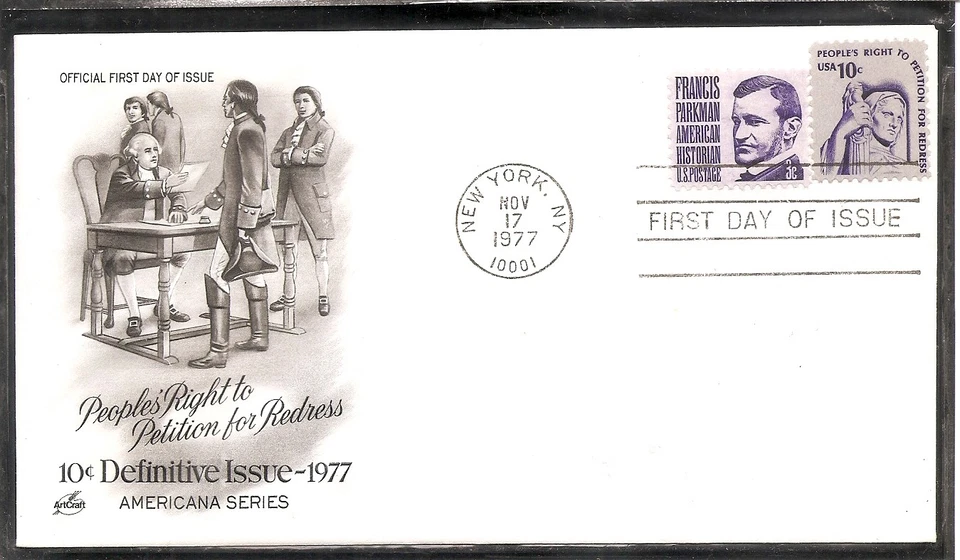 OFFICIAL FIRST DAY OF ISSUE
People's Right to
Petition for Redress
10¢ Definitive Issue~1977
AMERICANA SERIES
ArtCraft
NEW YORK, NY
NOV
17
1977
10001
FRANCIS
PARKMAN
AMERICAN
HISTORIAN
U.S. POSTAGE
3¢
PEOPLE'S RIGHT TO PETITION FOR REDRESS
USA 10c
FIRST DAY OF ISSUE